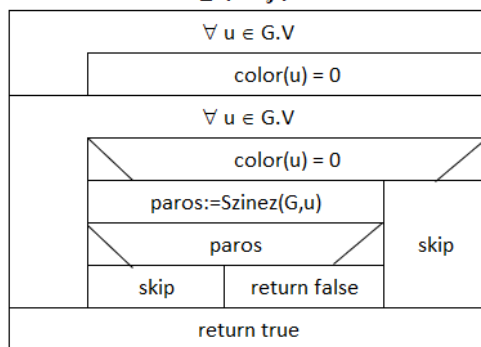 ∀ u ∈ G.V
color(u) = 0
∀ u ∈ G.V
color(u) = 0
paros:=Szinez(G,u)
skip
paros
skip
return false
return true